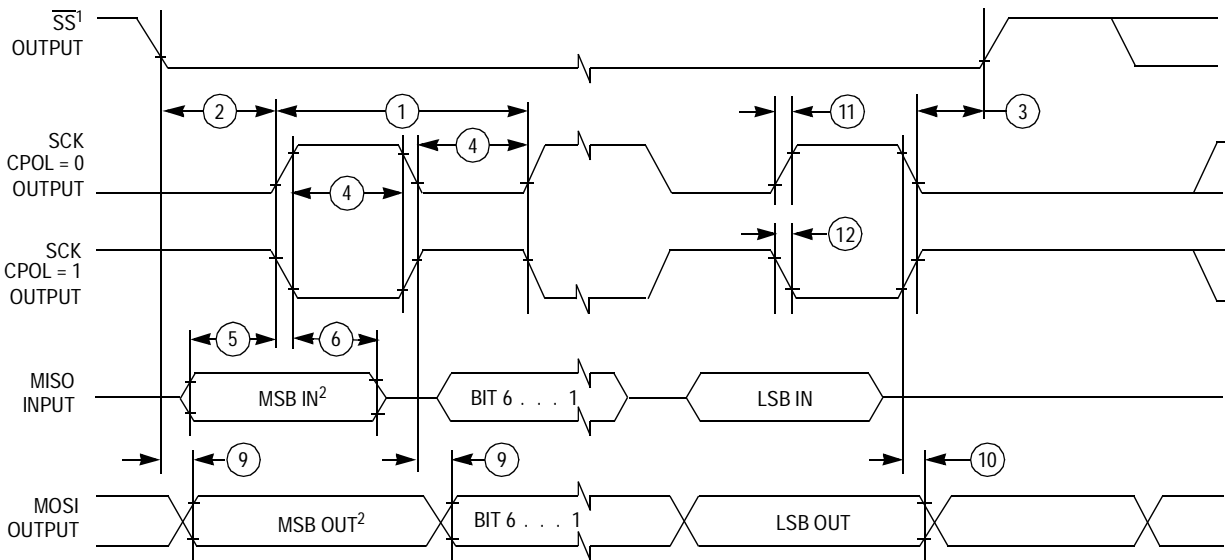 SS¹
OUTPUT
2
1
11
3
SCK
CPOL = 0
OUTPUT
4
4
SCK
CPOL = 1
OUTPUT
12
5
6
MISO
INPUT
MSB IN²
BIT 6 . . . 1
LSB IN
9
9
10
MOSI
OUTPUT
MSB OUT²
BIT 6 . . . 1
LSB OUT